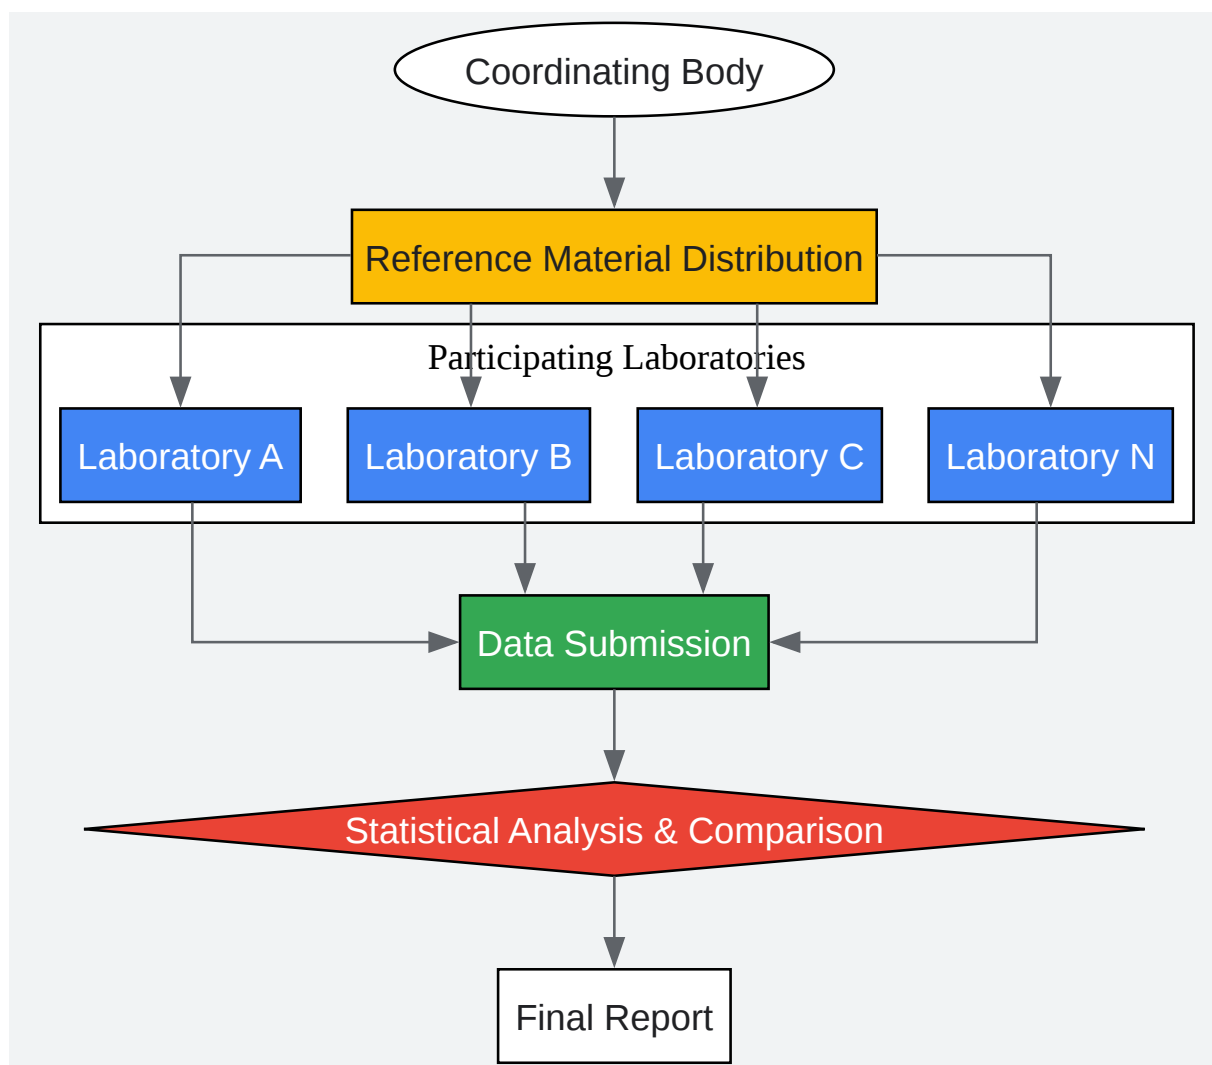 Coordinating Body
Reference Material Distribution
Participating Laboratories
Laboratory A
Laboratory B
Laboratory C
Laboratory N
Data Submission
Statistical Analysis & Comparison
Final Report